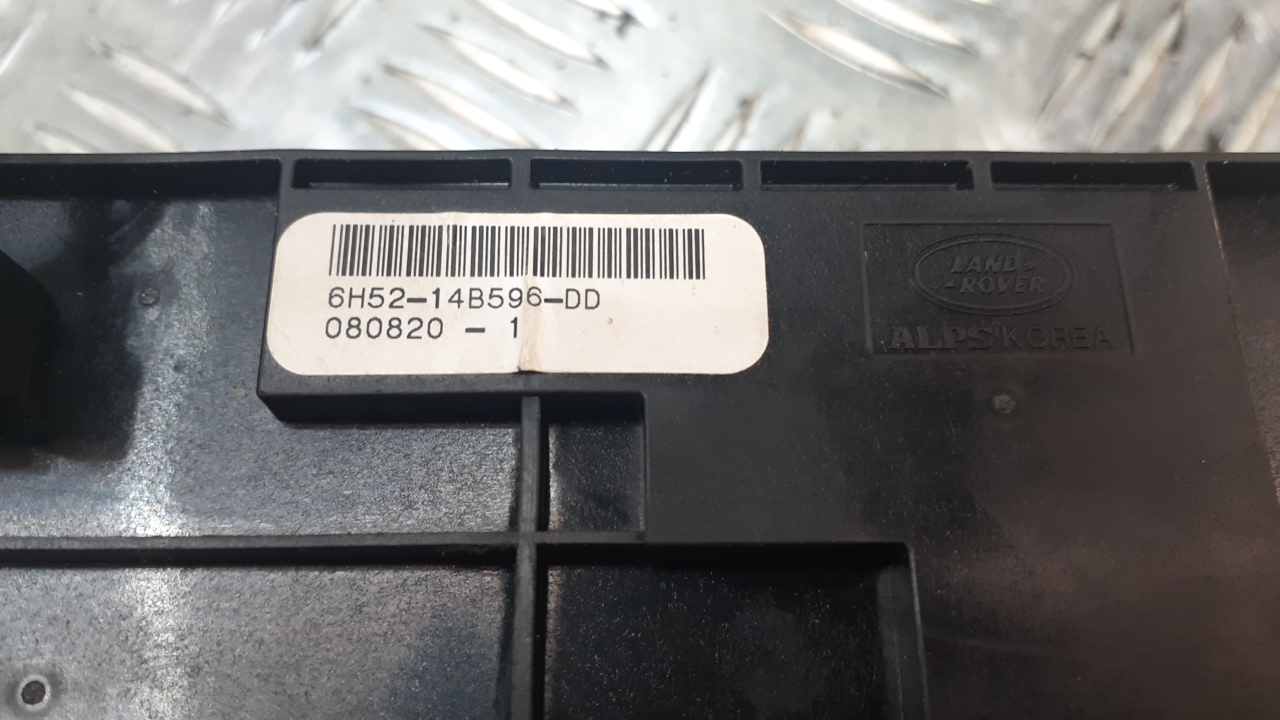 6H52-14B596-DD
080820 - 1
LAND-
-ROVER
ALPS KOREA